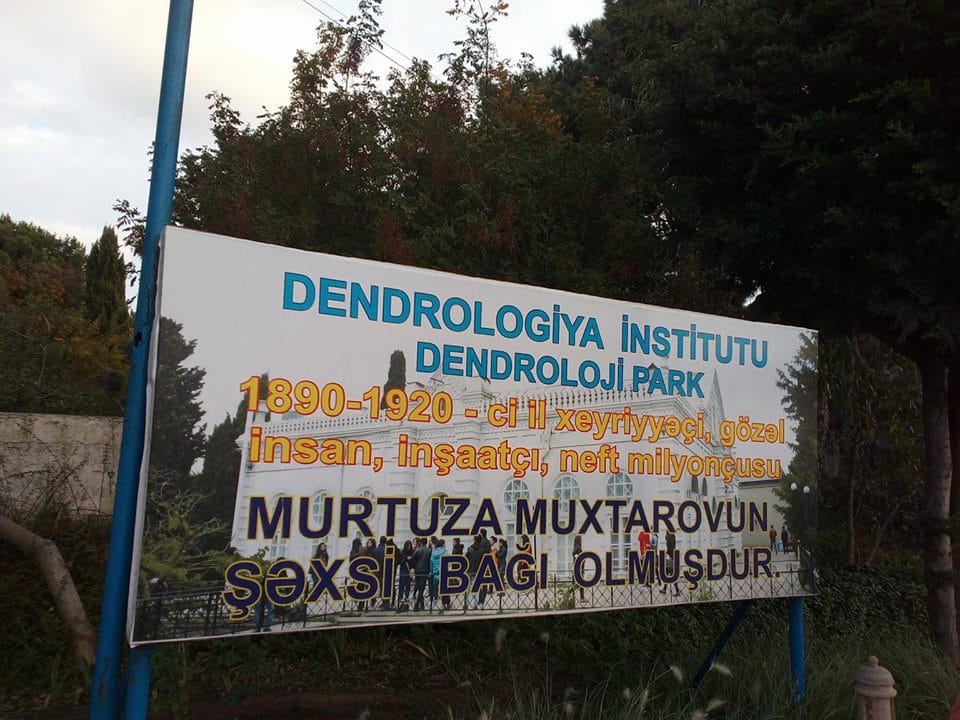 DENDROLOGİYA İNSTİTUTU
DENDROLOJİ PARK
1890-1920 - ci il xeyriyyəçi, gözəl
insan, inşaatçı, neft milyonçusu
MURTUZA MUXTAROVUN
ŞƏXSİ BAĞI OLMUŞDUR.